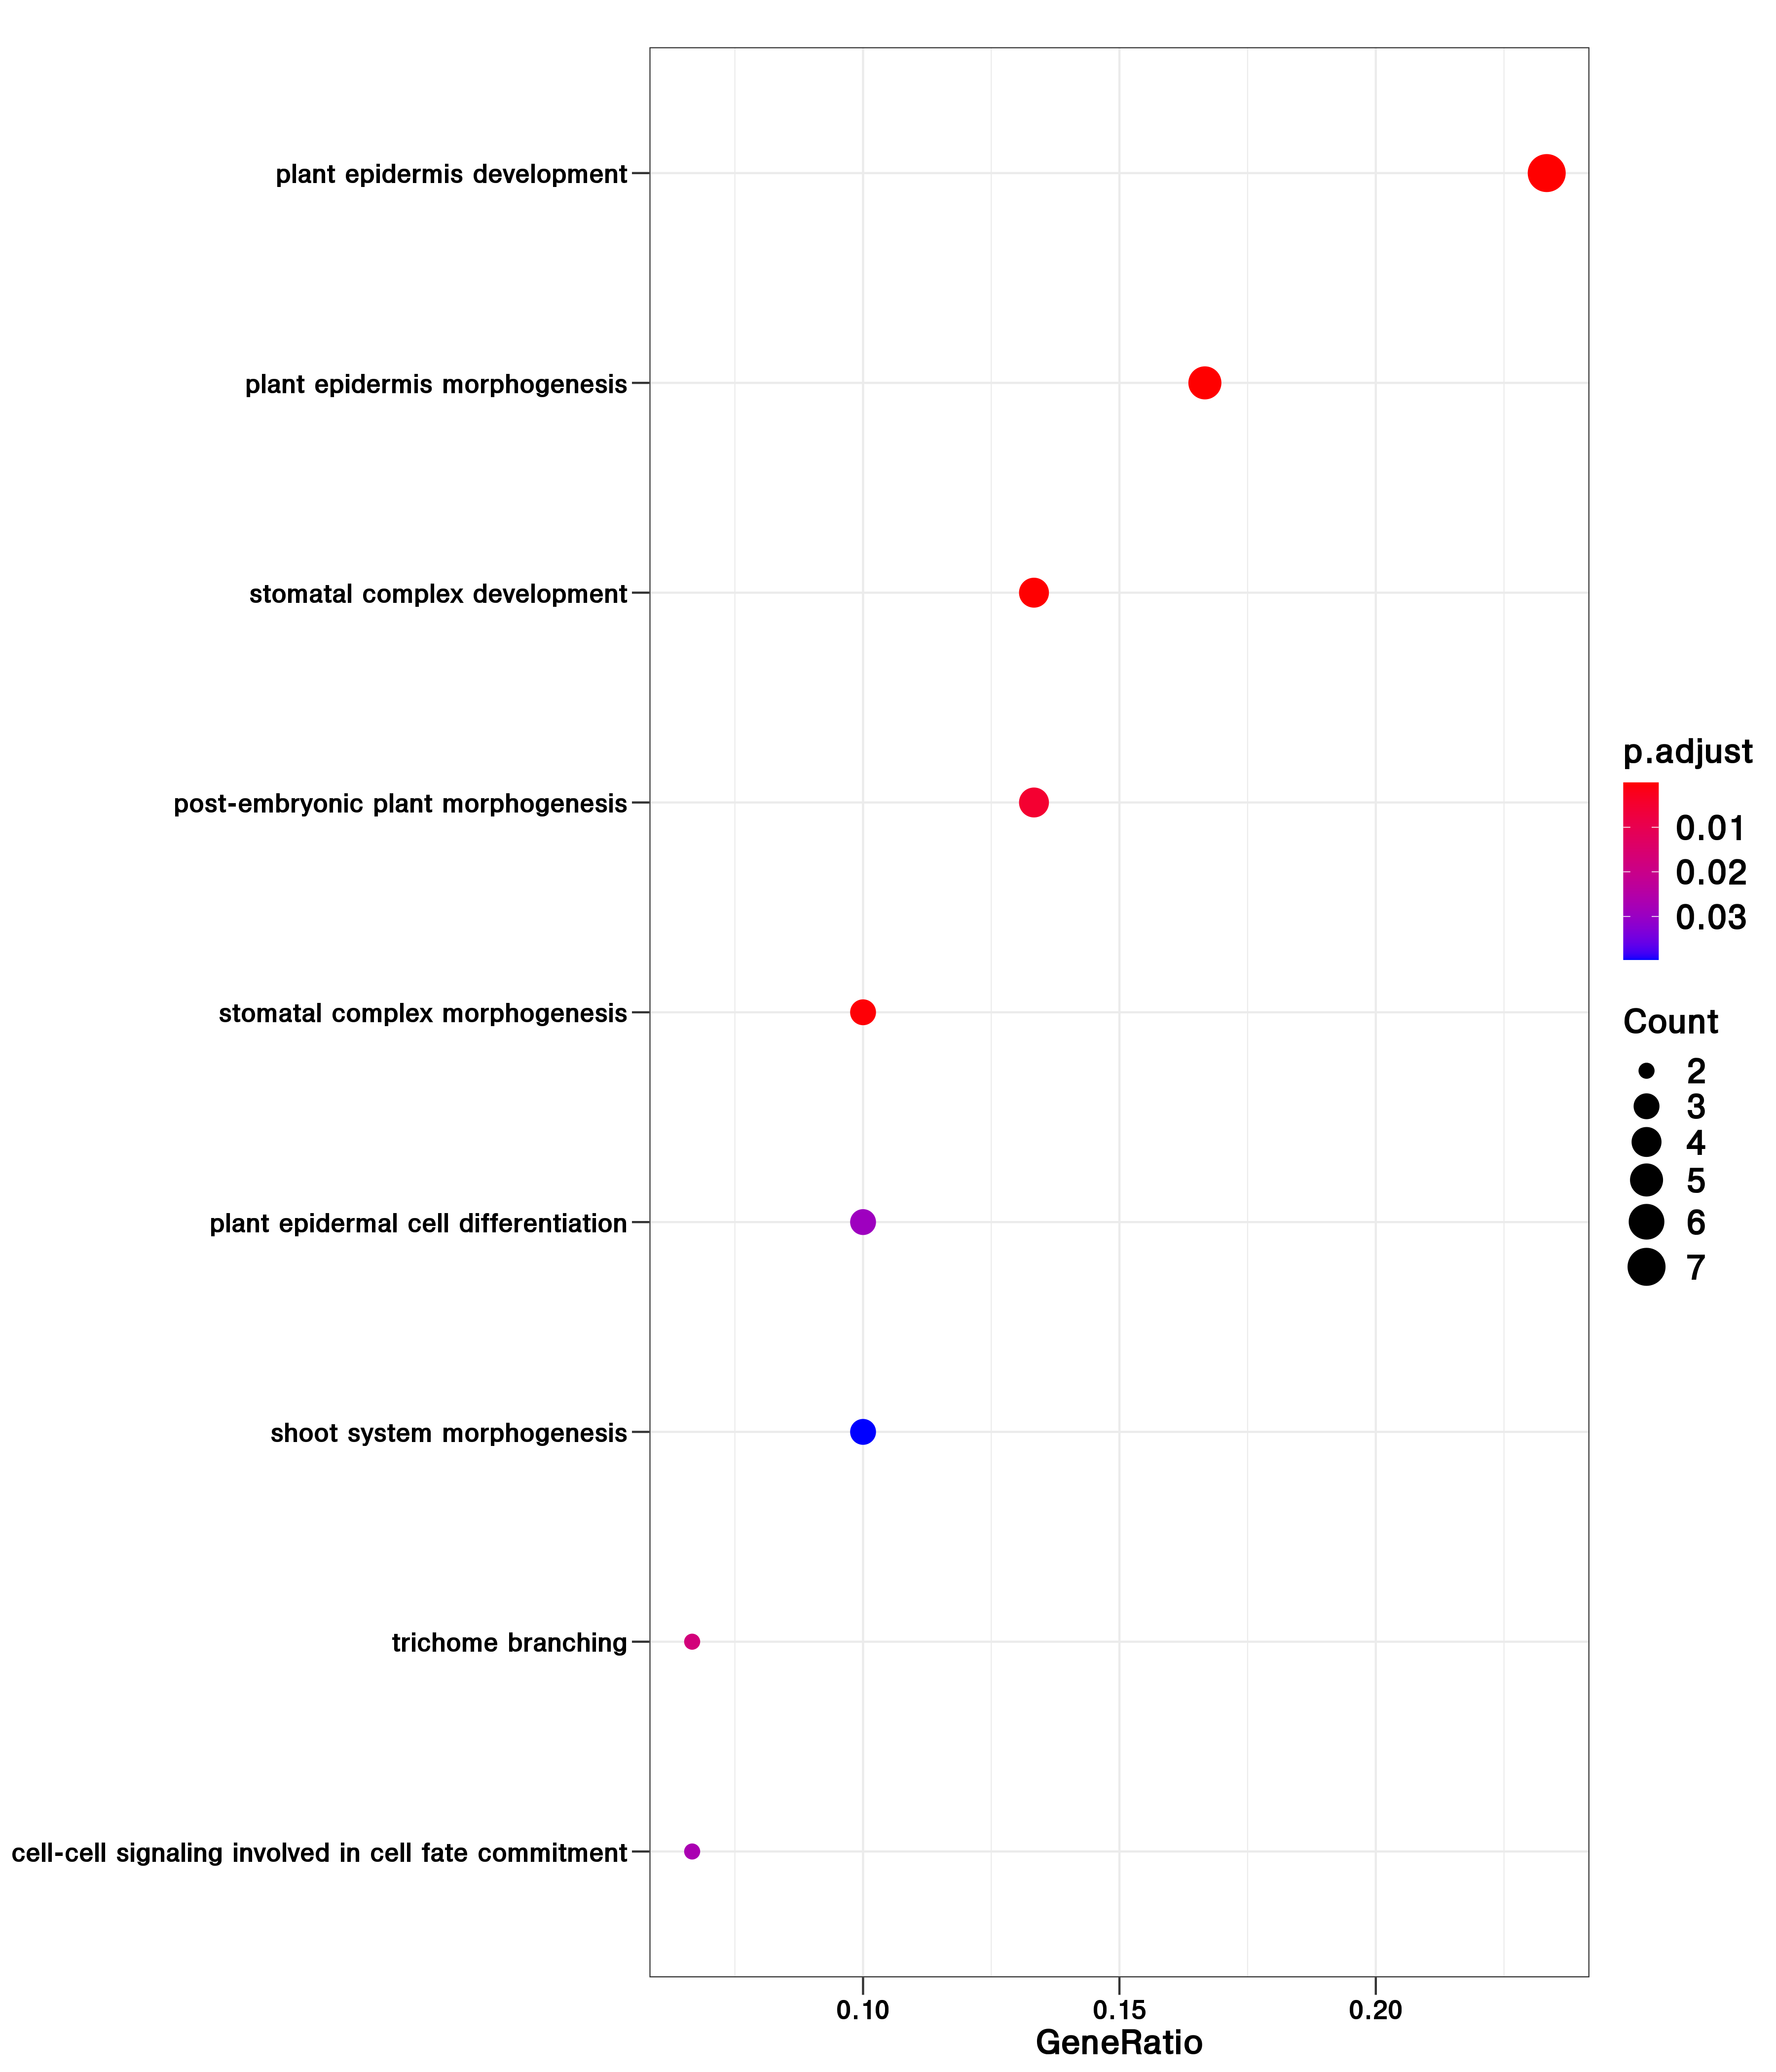 plant epidermis development
plant epidermis morphogenesis
stomatal complex development
post-embryonic plant morphogenesis
stomatal complex morphogenesis
plant epidermal cell differentiation
shoot system morphogenesis
trichome branching
cell-cell signaling involved in cell fate commitment
0.10 0.15 0.20
GeneRatio
p.adjust
0.01
0.02
0.03
Count
2
3
4
5
6
7